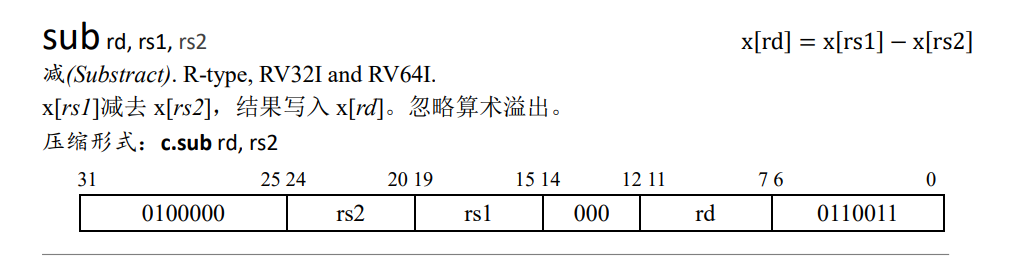 sub rd, rs1, rs2 x[rd] = x[rs1] − x[rs2]
减(Substract). R-type, RV32I and RV64I.
x[rs1]减去 x[rs2]，结果写入 x[rd]。忽略算术溢出。
压缩形式：c.sub rd, rs2
31 25 24 20 19 15 14 12 11 7 6 0
0100000 rs2 rs1 000 rd 0110011